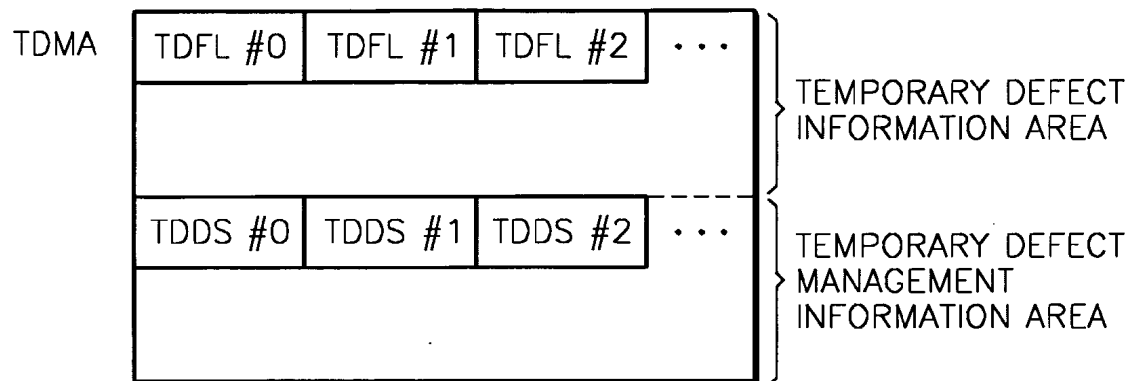 TDMA
TDFL #0 TDFL #1 TDFL #2 ...
TEMPORARY DEFECT
INFORMATION AREA
TDDS #0 TDDS #1 TDDS #2 ...
TEMPORARY DEFECT
MANAGEMENT
INFORMATION AREA